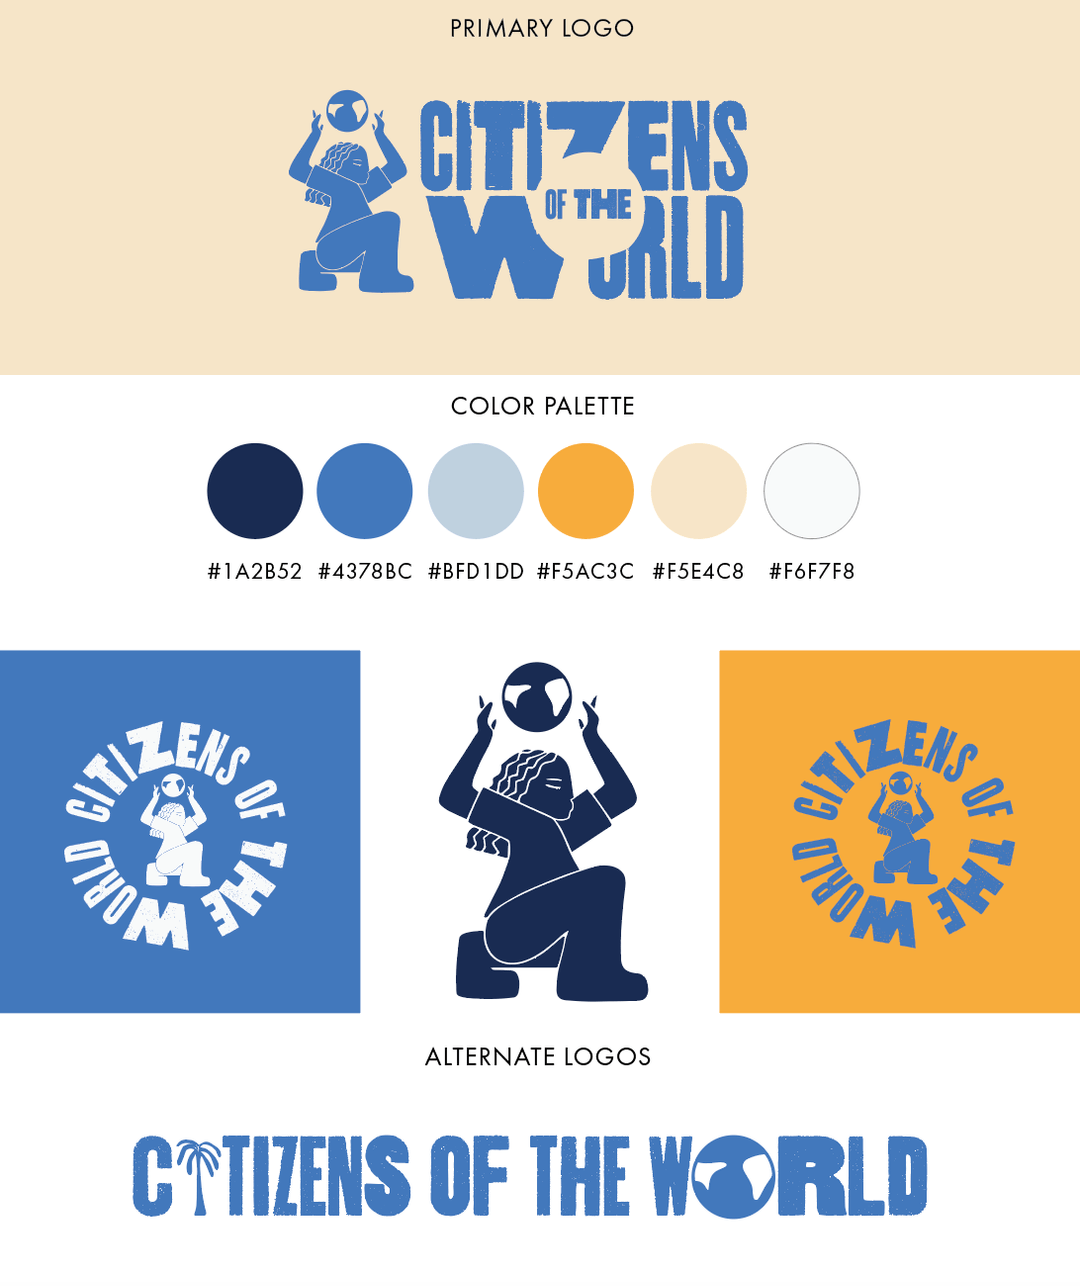 PRIMARY LOGO
CITIZENS
OF THE
WORLD
COLOR PALETTE
#1A2B52 #4378BC #BFD1DD #F5AC3C #F5E4C8 #F6F7F8
CITIZENS OF THE WORLD
CITIZENS OF THE WORLD
ALTERNATE LOGOS
CITIZENS OF THE WORLD